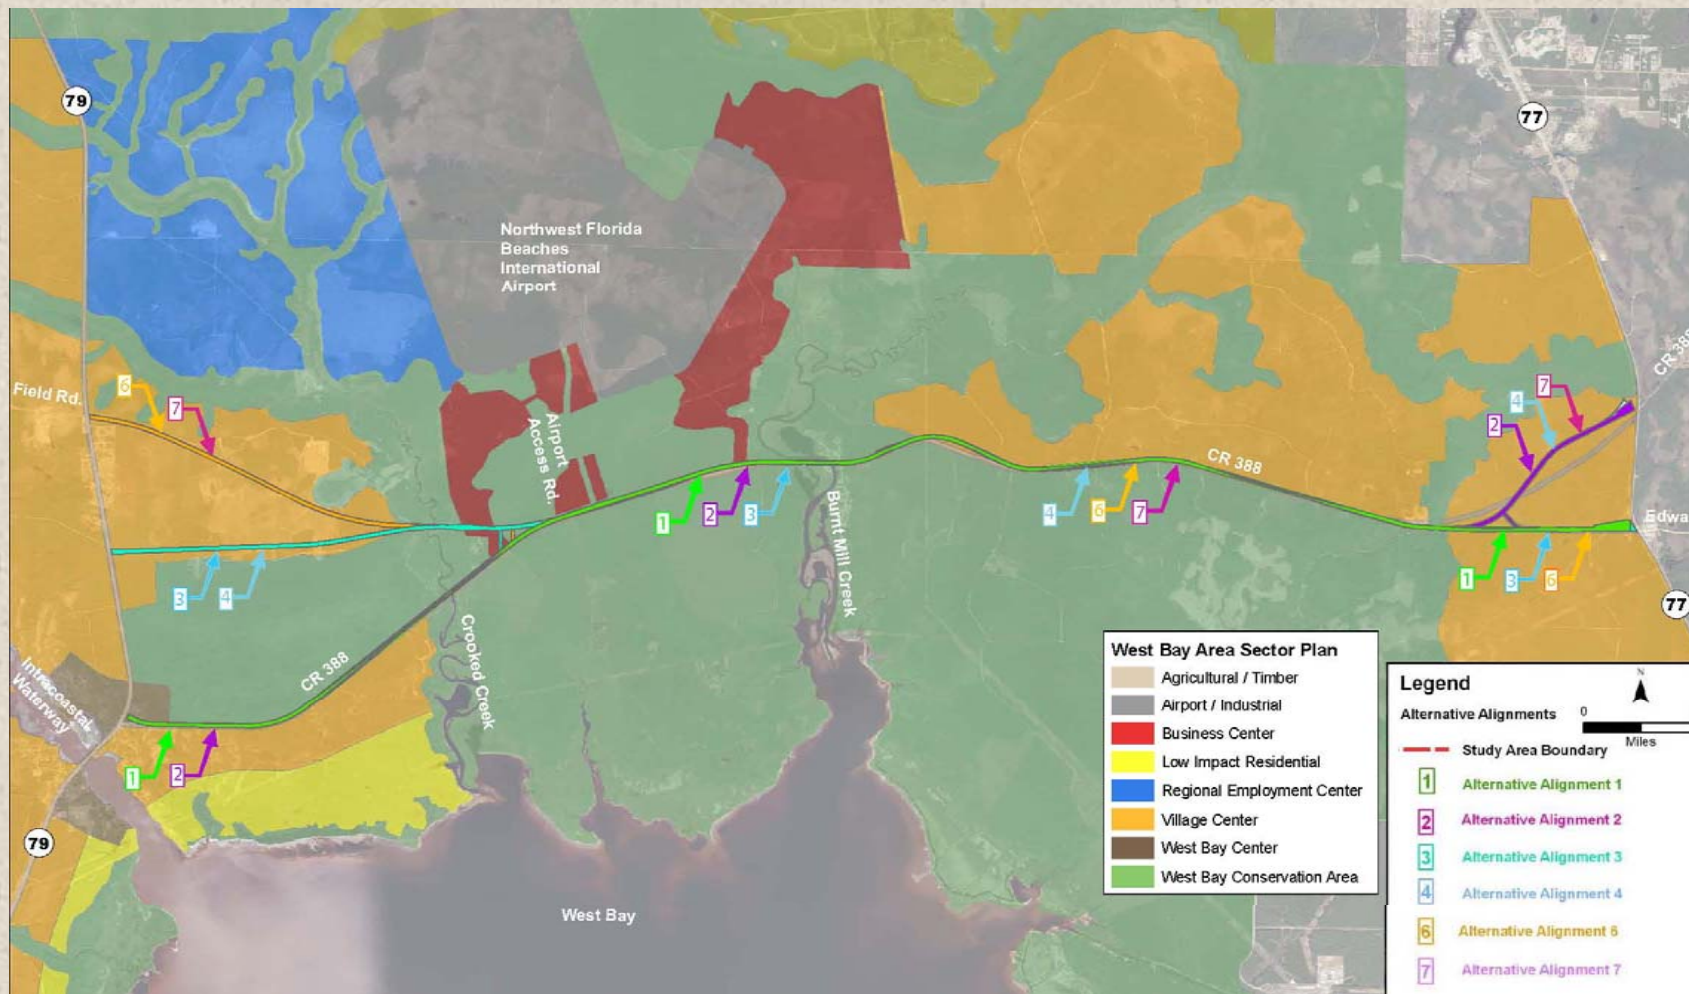 79
77
Northwest Florida
Beaches
International
Airport
CR 388
Field Rd.
6
7
7
4
2
Airport
Access Rd.
CR 388
1
2
3
4
6
7
Burnt Mill Creek
Edwa
3
4
1
3
6
77
Crooked Creek
CR 388
Intracoastal
Waterway
1
2
79
West Bay
West Bay Area Sector Plan
Agricultural / Timber
Airport / Industrial
Business Center
Low Impact Residential
Regional Employment Center
Village Center
West Bay Center
West Bay Conservation Area
Legend
N
Alternative Alignments
0
Miles
Study Area Boundary
1 Alternative Alignment 1
2 Alternative Alignment 2
3 Alternative Alignment 3
4 Alternative Alignment 4
6 Alternative Alignment 6
7 Alternative Alignment 7